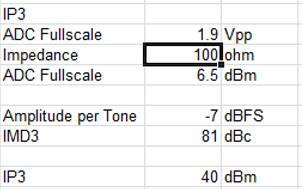 IP3
ADC Fullscale 1.9 Vpp
Impedance 100 ohm
ADC Fullscale 6.5 dBm
Amplitude per Tone -7 dBFS
IMD3 81 dBc
IP3 40 dBm